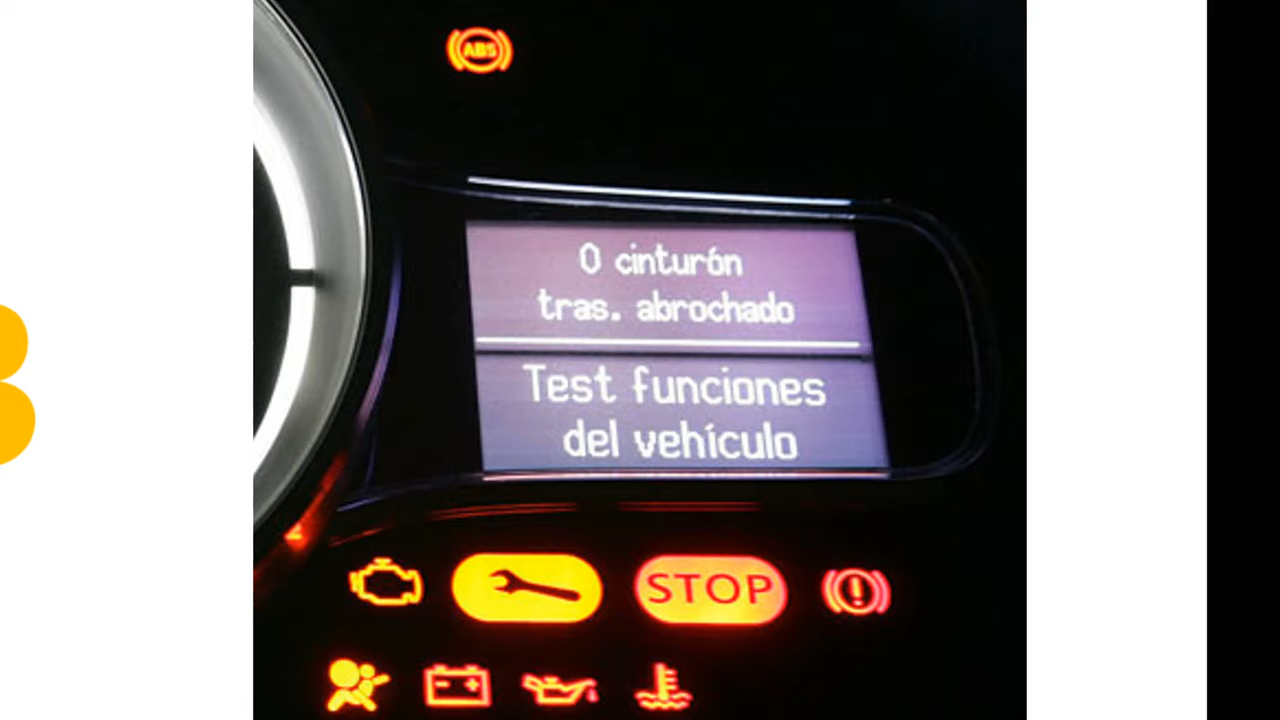 ABS
0 cinturón
tras. abrochado
Test funciones
del vehículo
STOP